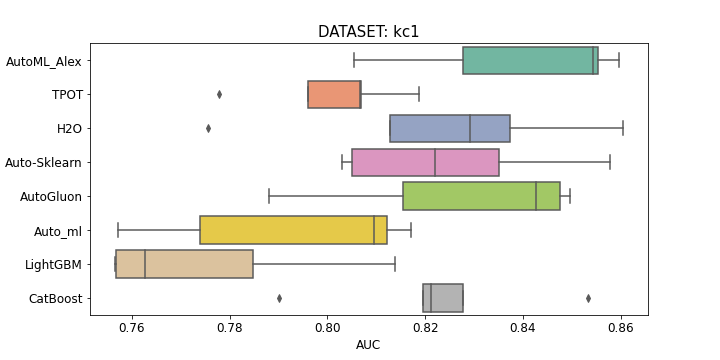 DATASET: kc1
AutoML_Alex
TPOT
H2O
Auto-Sklearn
AutoGluon
Auto_ml
LightGBM
CatBoost
0.76 0.78 0.80 0.82 0.84 0.86
AUC